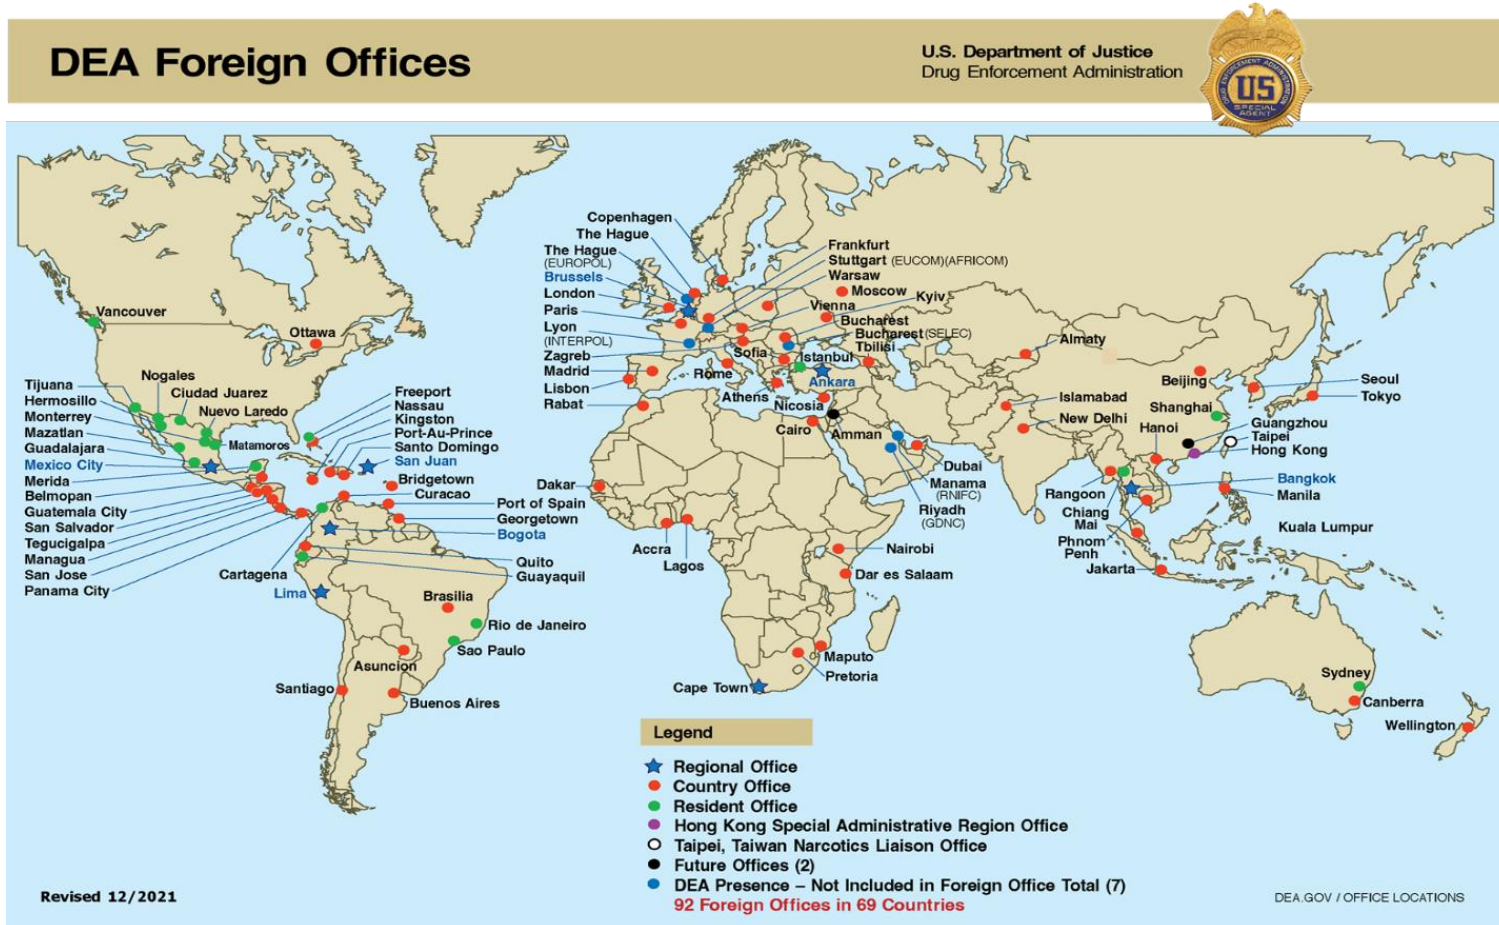 DEA Foreign Offices
U.S. Department of Justice
Drug Enforcement Administration
DRUG ENFORCEMENT ADMINISTRATION
US
SPECIAL
AGENT
Vancouver
Ottawa
Nogales
Ciudad Juarez
Nuevo Laredo
Matamoros
Tijuana
Hermosillo
Monterrey
Mazatlan
Guadalajara
Mexico City
Merida
Belmopan
Guatemala City
San Salvador
Tegucigalpa
Managua
San Jose
Panama City
Freeport
Nassau
Kingston
Port-Au-Prince
Santo Domingo
San Juan
Bridgetown
Curacao
Port of Spain
Georgetown
Bogota
Quito
Guayaquil
Cartagena
Lima
Brasilia
Rio de Janeiro
Sao Paulo
Asuncion
Santiago
Buenos Aires
Copenhagen
The Hague
The Hague
(EUROPOL)
Brussels
London
Paris
Lyon
(INTERPOL)
Zagreb
Madrid
Lisbon
Rabat
Frankfurt
Stuttgart (EUCOM)(AFRICOM)
Warsaw
Moscow
Kyiv
Vienna
Bucharest
Bucharest (SELEC)
Tbilisi
Sofia
Istanbul
Rome
Ankara
Athens
Nicosia
Cairo
Amman
Dubai
Manama
(RNIFC)
Riyadh
(GDNC)
Dakar
Accra
Lagos
Nairobi
Dar es Salaam
Maputo
Pretoria
Cape Town
Almaty
Islamabad
New Delhi
Beijing
Shanghai
Hanoi
Seoul
Tokyo
Guangzhou
Taipei
Hong Kong
Bangkok
Manila
Rangoon
Chiang
Mai
Phnom
Penh
Kuala Lumpur
Jakarta
Sydney
Canberra
Wellington
Legend
Regional Office
Country Office
Resident Office
Hong Kong Special Administrative Region Office
Taipei, Taiwan Narcotics Liaison Office
Future Offices (2)
DEA Presence – Not Included in Foreign Office Total (7)
92 Foreign Offices in 69 Countries
Revised 12/2021
DEA.GOV / OFFICE LOCATIONS